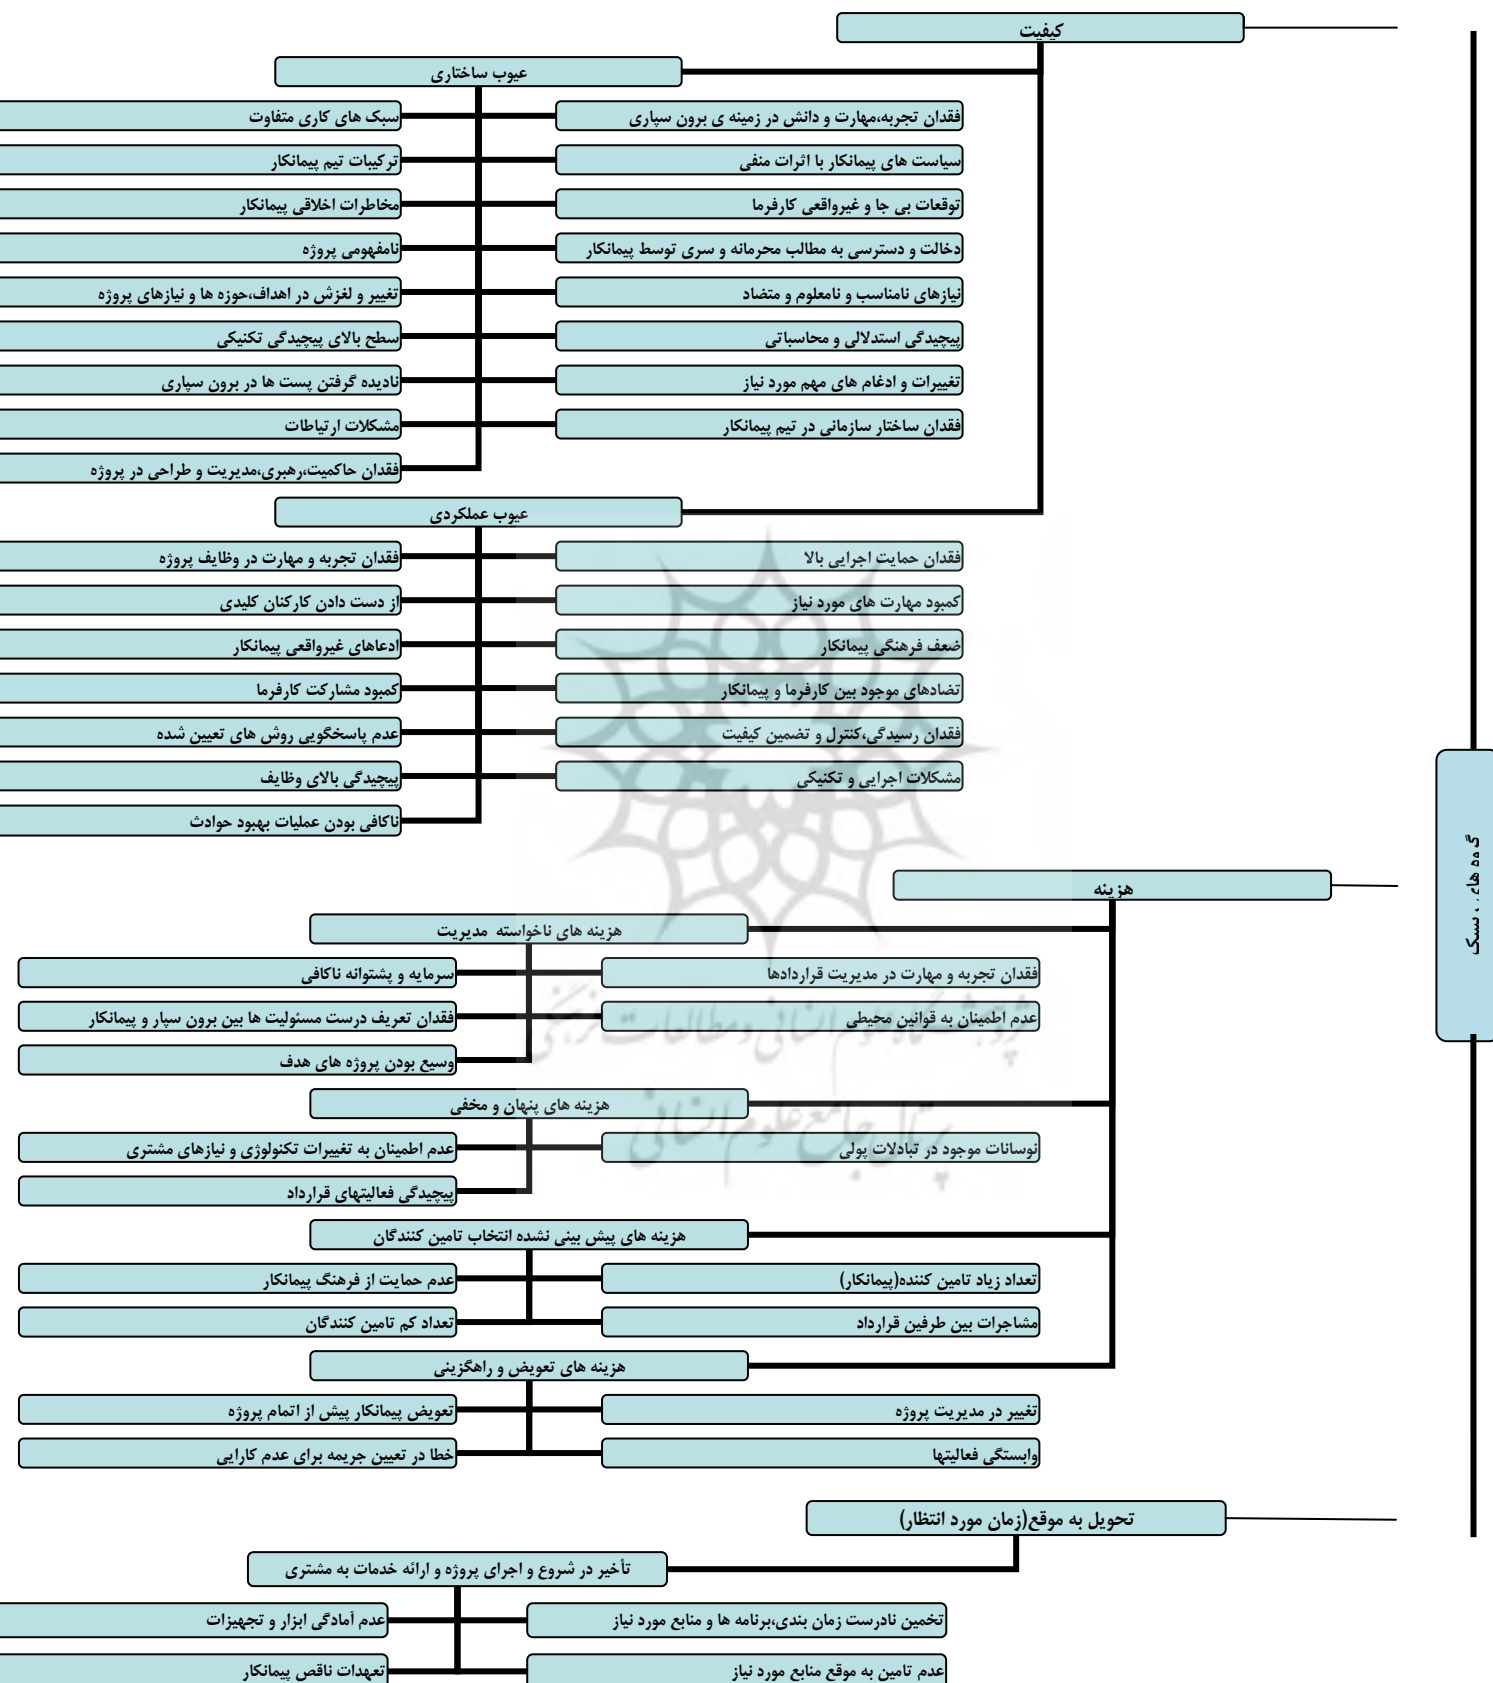 گروه های ریسک
کیفیت
عیوب ساختاری
فقدان تجربه،مهارت و دانش در زمینه ی برون سپاری
سبک های کاری متفاوت
سیاست های پیمانکار با اثرات منفی
ترکیبات تیم پیمانکار
توقعات بی جا و غیرواقعی کارفرما
مخاطرات اخلاقی پیمانکار
دخالت و دسترسی به مطالب محرمانه و سری توسط پیمانکار
نامفهومی پروژه
نیازهای نامناسب و نامعلوم و متضاد
تغییر و لغزش در اهداف،حوزه ها و نیازهای پروژه
پیچیدگی استدلالی و محاسباتی
سطح بالای پیچیدگی تکنیکی
تغییرات و ادغام های مهم مورد نیاز
نادیده گرفتن پست ها در برون سپاری
فقدان ساختار سازمانی در تیم پیمانکار
مشکلات ارتباطات
فقدان حاکمیت،رهبری،مدیریت و طراحی در پروژه
عیوب عملکردی
فقدان حمایت اجرایی بالا
فقدان تجربه و مهارت در وظایف پروژه
کمبود مهارت های مورد نیاز
از دست دادن کارکنان کلیدی
ضعف فرهنگی پیمانکار
ادعاهای غیرواقعی پیمانکار
تضادهای موجود بین کارفرما و پیمانکار
کمبود مشارکت کارفرما
فقدان رسیدگی،کنترل و تضمین کیفیت
عدم پاسخگویی روش های تعیین شده
مشکلات اجرایی و تکنیکی
پیچیدگی بالای وظایف
ناکافی بودن عملیات بهبود حوادث
هزینه
هزینه های ناخواسته مدیریت
فقدان تجربه و مهارت در مدیریت قراردادها
سرمایه و پشتوانه ناکافی
عدم اطمینان به قوانین محیطی
فقدان تعریف درست مسئولیت ها بین برون سپار و پیمانکار
وسیع بودن پروژه های هدف
پژوهشگاه علوم انسانی و مطالعات فرهنگی
هزینه های پنهان و مخفی
پرتال جامع علوم انسانی
نوسانات موجود در تبادلات پولی
عدم اطمینان به تغییرات تکنولوژی و نیازهای مشتری
پیچیدگی فعالیتهای قرارداد
هزینه های پیش بینی نشده انتخاب تامین کنندگان
تعداد زیاد تامین کننده(پیمانکار)
عدم حمایت از فرهنگ پیمانکار
مشاجرات بین طرفین قرارداد
تعداد کم تامین کنندگان
هزینه های تعویض و راهگزینی
تغییر در مدیریت پروژه
تعویض پیمانکار پیش از اتمام پروژه
وابستگی فعالیتها
خطا در تعیین جریمه برای عدم کارایی
تحویل به موقع(زمان مورد انتظار)
تأخیر در شروع و اجرای پروژه و ارائه خدمات به مشتری
تخمین نادرست زمان بندی،برنامه ها و منابع مورد نیاز
عدم آمادگی ابزار و تجهیزات
عدم تامین به موقع منابع مورد نیاز
تعهدات ناقص پیمانکار